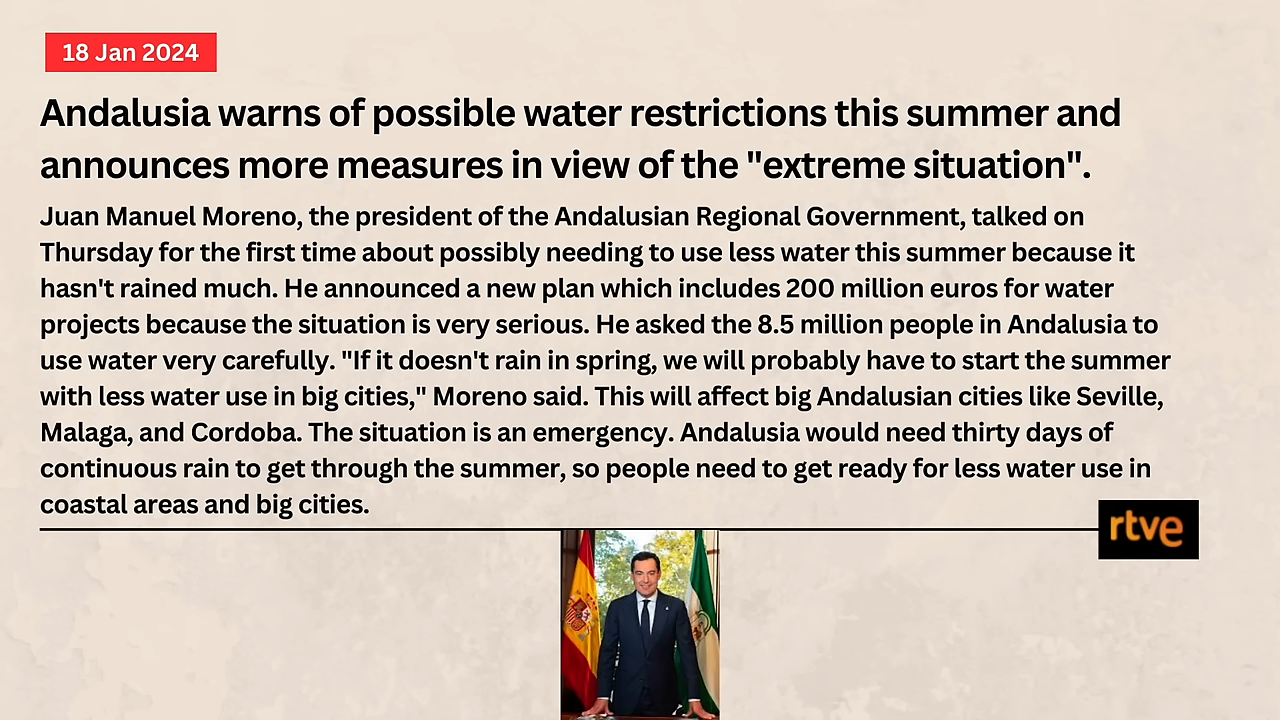 18 Jan 2024
Andalusia warns of possible water restrictions this summer and
announces more measures in view of the "extreme situation".
Juan Manuel Moreno, the president of the Andalusian Regional Government, talked on
Thursday for the first time about possibly needing to use less water this summer because it
hasn't rained much. He announced a new plan which includes 200 million euros for water
projects because the situation is very serious. He asked the 8.5 million people in Andalusia to
use water very carefully. "If it doesn't rain in spring, we will probably have to start the summer
with less water use in big cities," Moreno said. This will affect big Andalusian cities like Seville,
Malaga, and Cordoba. The situation is an emergency. Andalusia would need thirty days of
continuous rain to get through the summer, so people need to get ready for less water use in
coastal areas and big cities.
rtve